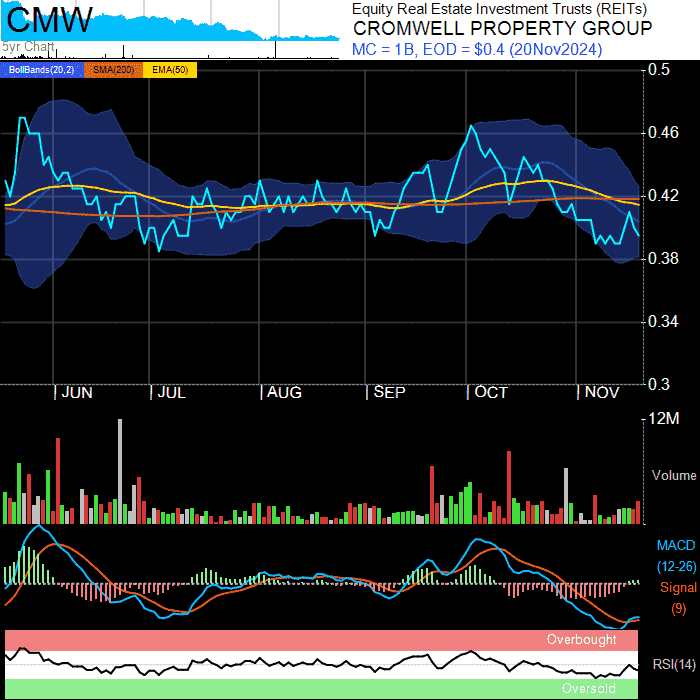 CMW
5yr Chart
Equity Real Estate Investment Trusts (REITs)
CROMWELL PROPERTY GROUP
MC = 1B, EOD = $0.4 (20Nov2024)
BollBands(20,2) SMA(200) EMA(50)
0.5
0.46
0.42
0.38
0.34
0.3
JUN JUL AUG SEP OCT NOV
12M
Volume
MACD
(12-26)
Signal
(9)
Overbought
RSI(14)
Oversold